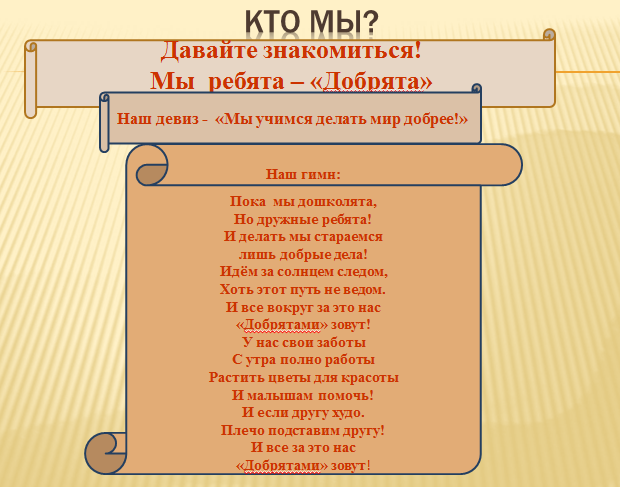 КТО МЫ?
Давайте знакомиться!
Мы ребята – «Добрята»
Наш девиз - «Мы учимся делать мир добрее!»
Наш гимн:
Пока мы дошколята,
Но дружные ребята!
И делать мы стараемся
лишь добрые дела!
Идём за солнцем следом,
Хоть этот путь не ведом.
И все вокруг за это нас
«Добрятами» зовут!
У нас свои заботы
С утра полно работы
Растить цветы для красоты
И малышам помочь!
И если другу худо.
Плечо подставим другу!
И все за это нас
«Добрятами» зовут!